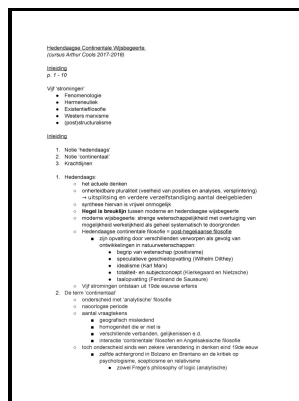 Hedendaagse Continentale Wijsbegeerte
(cursus Arthur Cools 2017-2018)
Inleiding
p. 1 - 10
Vijf 'stromingen'
● Fenomenologie
● Hermeneutiek
● Existentiefilosofie
● Westers marxisme
● (post)structuralisme
Inleiding
1. Notie 'hedendaags'
2. Notie 'continentaal'
3. Krachtlijnen
1. Hedendaags:
○ het actuele denken
○ onherleidbare pluraliteit (veelheid van posities en analyses, versplintering)
→ uitsplitsing en verdere verzelfstandiging aantal deelgebieden
○ synthese hiervan is vrijwel onmogelijk
○ Hegel is breuklijn tussen moderne en hedendaagse wijsbegeerte
○ moderne wijsbegeerte: strenge wetenschappelijkheid met overtuiging van
mogelijkheid werkelijkheid als geheel systematisch te doorgronden
○ Hedendaagse continentale filosofie = post-hegeliaanse filosofie
■ zijn opvatting door verschillenden verworpen als gevolg van
ontwikkelingen in natuurwetenschappen:
● begrip van wetenschap (positivisme)
● speculatieve geschiedopvatting (Wilhelm Dilthey)
● idealisme (Karl Marx)
● totaliteit- en subjectconcept (Kierkegaard en Nietzsche)
● taalopvatting (Ferdinand de Saussure)
○ Vijf stromingen ontstaan uit 19de eeuwse erfenis
2. De term 'continentaal'
○ onderscheid met 'analytische' filosofie
○ naoorlogse periode
○ aantal vraagtekens
■ geografisch misleidend
■ homogeniteit die er niet is
■ verschillende verbanden, gelijkenissen e.d.
■ interactie 'continentale' filosofie en Angelsaksische filosofie
○ toch onderscheid sinds een zekere verandering in denken eind 19de eeuw
■ zelfde achtergrond in Bolzano en Brentano en de kritiek op
psychologisme, scepticisme en relativisme
● zowel Frege's philosophy of logic (analytische)